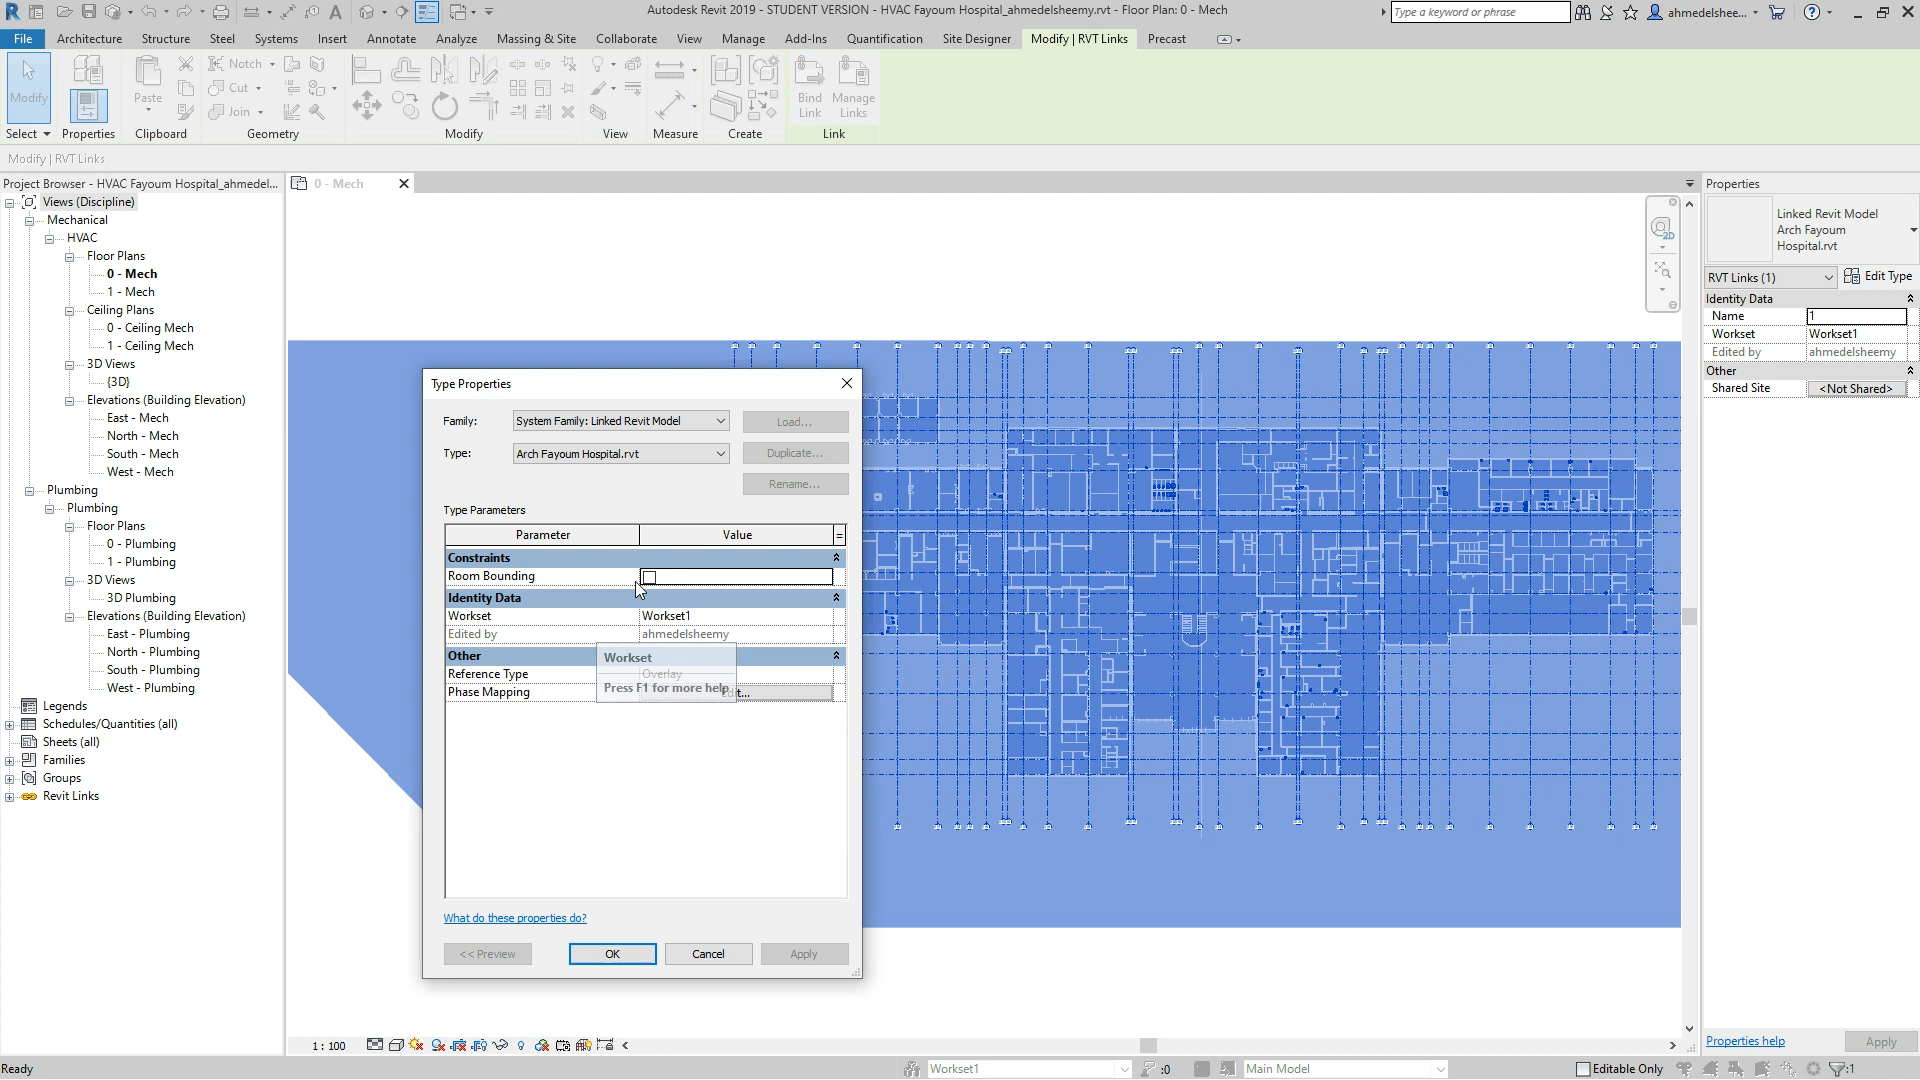 Autodesk Revit 2019 - STUDENT VERSION - HVAC Fayoum Hospital_ahmedelsheemy.rvt - Floor Plan: 0 - Mech
Type a keyword or phrase
ahmedelshee...
File Architecture Structure Steel Systems Insert Annotate Analyze Massing & Site Collaborate View Manage Add-Ins Quantification Site Designer Modify | RVT Links Precast
Modify
Paste
Notch
Cut
Join
Bind Link
Manage Links
Select Properties Clipboard Geometry Modify View Measure Create Link
Modify | RVT Links
Project Browser - HVAC Fayoum Hospital_ahmedel...
Views (Discipline)
Mechanical
HVAC
Floor Plans
0 - Mech
1 - Mech
Ceiling Plans
0 - Ceiling Mech
1 - Ceiling Mech
3D Views
{3D}
Elevations (Building Elevation)
East - Mech
North - Mech
South - Mech
West - Mech
Plumbing
Plumbing
Floor Plans
0 - Plumbing
1 - Plumbing
3D Views
3D Plumbing
Elevations (Building Elevation)
East - Plumbing
North - Plumbing
South - Plumbing
West - Plumbing
Legends
Schedules/Quantities (all)
Sheets (all)
Families
Groups
Revit Links
0 - Mech
2D
Type Properties
Family: System Family: Linked Revit Model Load...
Type: Arch Fayoum Hospital.rvt Duplicate...
Rename...
Type Parameters
Parameter Value =
Constraints
Room Bounding
Identity Data
Workset Workset1
Edited by ahmedelsheemy
Other
Reference Type Overlay
Phase Mapping
Workset
Press F1 for more help
What do these properties do?
<< Preview OK Cancel Apply
Properties
Linked Revit Model
Arch Fayoum
Hospital.rvt
RVT Links (1) Edit Type
Identity Data
Name 1
Workset Workset1
Edited by ahmedelsheemy
Other
Shared Site <Not Shared>
Properties help Apply
1 : 100
Ready
Workset1
:0
Main Model
Editable Only
:1